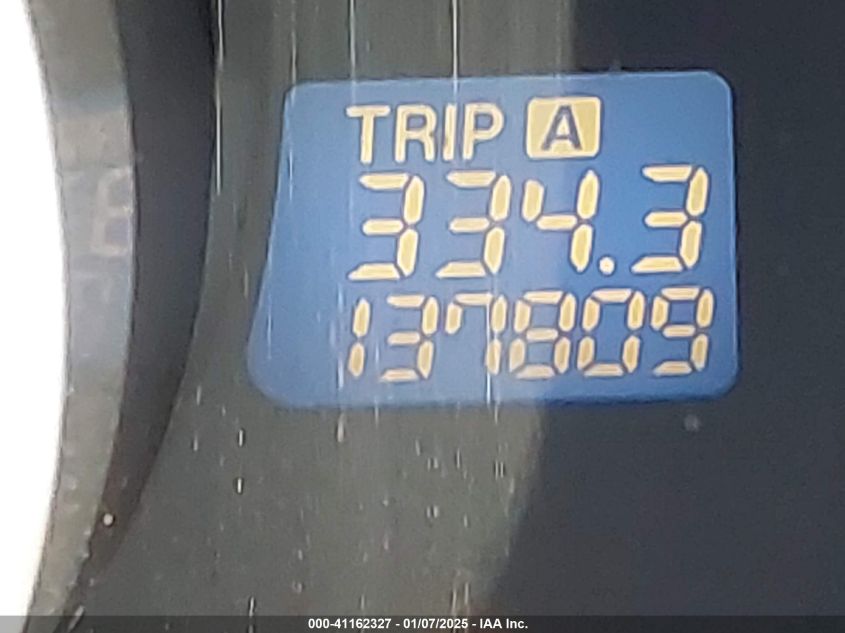 TRIP A
334.3
137809
000-41162327 - 01/07/2025 - IAA Inc.